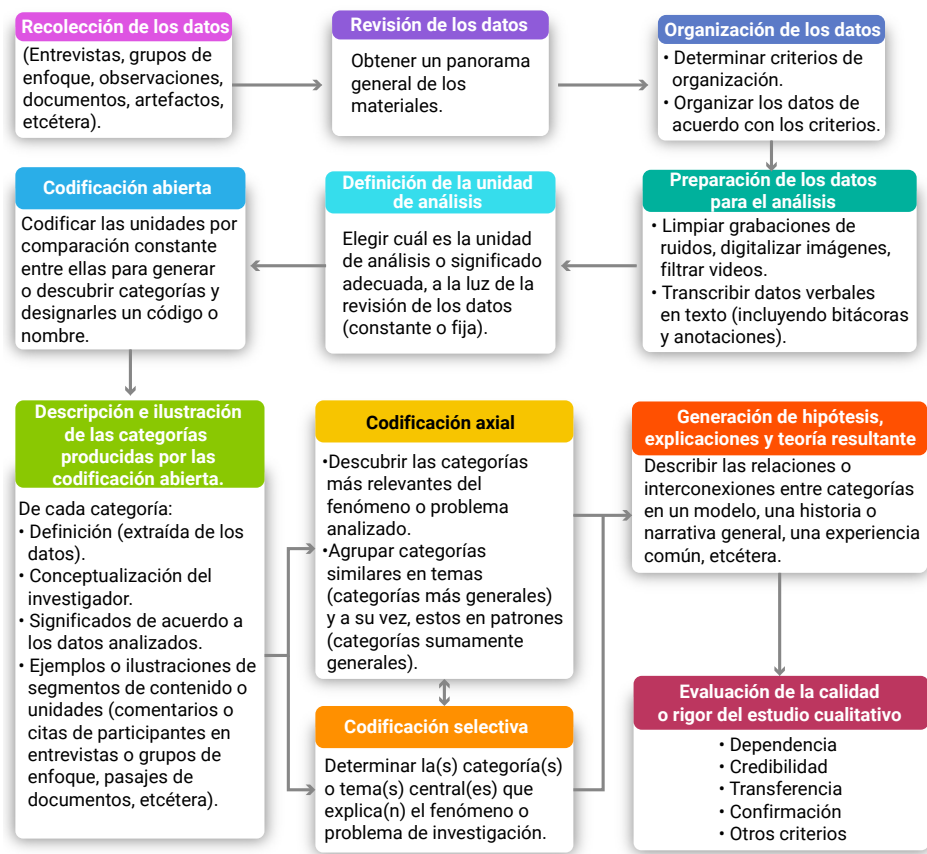 Recolección de los datos
(Entrevistas, grupos de
enfoque, observaciones,
documentos, artefactos,
etcétera).
Revisión de los datos
Obtener un panorama
general de los
materiales.
Organización de los datos
• Determinar criterios de
organización.
• Organizar los datos de
acuerdo con los criterios.
Preparación de los datos
para el análisis
• Limpiar grabaciones de
ruidos, digitalizar imágenes,
filtrar videos.
• Transcribir datos verbales
en texto (incluyendo bitácoras
y anotaciones).
Definición de la unidad
de análisis
Elegir cuál es la unidad
de análisis o significado
adecuada, a la luz de la
revisión de los datos
(constante o fija).
Codificación abierta
Codificar las unidades por
comparación constante
entre ellas para generar
o descubrir categorías y
designarles un código o
nombre.
Descripción e ilustración
de las categorías
producidas por las
codificación abierta.
De cada categoría:
• Definición (extraída de los
datos).
• Conceptualización del
investigador.
• Significados de acuerdo a
los datos analizados.
• Ejemplos o ilustraciones de
segmentos de contenido o
unidades (comentarios o
citas de participantes en
entrevistas o grupos de
enfoque, pasajes de
documentos, etcétera).
Codificación axial
•Descubrir las categorías
más relevantes del
fenómeno o problema
analizado.
•Agrupar categorías
similares en temas
(categorías más generales)
y a su vez, estos en patrones
(categorías sumamente
generales).
Codificación selectiva
Determinar la(s) categoría(s)
o tema(s) central(es) que
explica(n) el fenómeno o
problema de investigación.
Generación de hipótesis,
explicaciones y teoría resultante
Describir las relaciones o
interconexiones entre categorías
en un modelo, una historia o
narrativa general, una experiencia
común, etcétera.
Evaluación de la calidad
o rigor del estudio cualitativo
• Dependencia
• Credibilidad
• Transferencia
• Confirmación
• Otros criterios